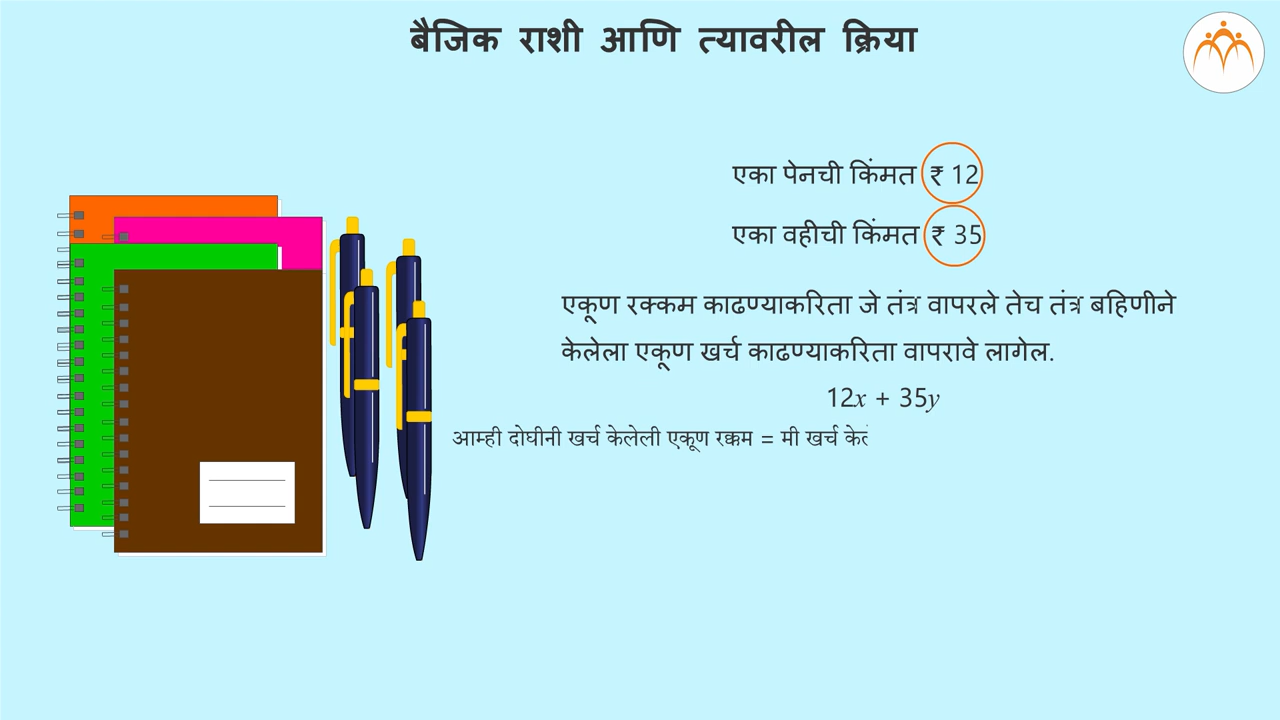 बैजिक राशी आणि त्यावरील क्रिया
एका पेनची किंमत ₹ 12
एका वहीची किंमत ₹ 35
एकूण रक्कम काढण्याकरिता जे तंत्र वापरले तेच तंत्र बहिणीने
केलेला एकूण खर्च काढण्याकरिता वापरावे लागेल.
12x + 35y
आम्ही दोघीनी खर्च केलेली एकूण रक्कम = मी खर्च